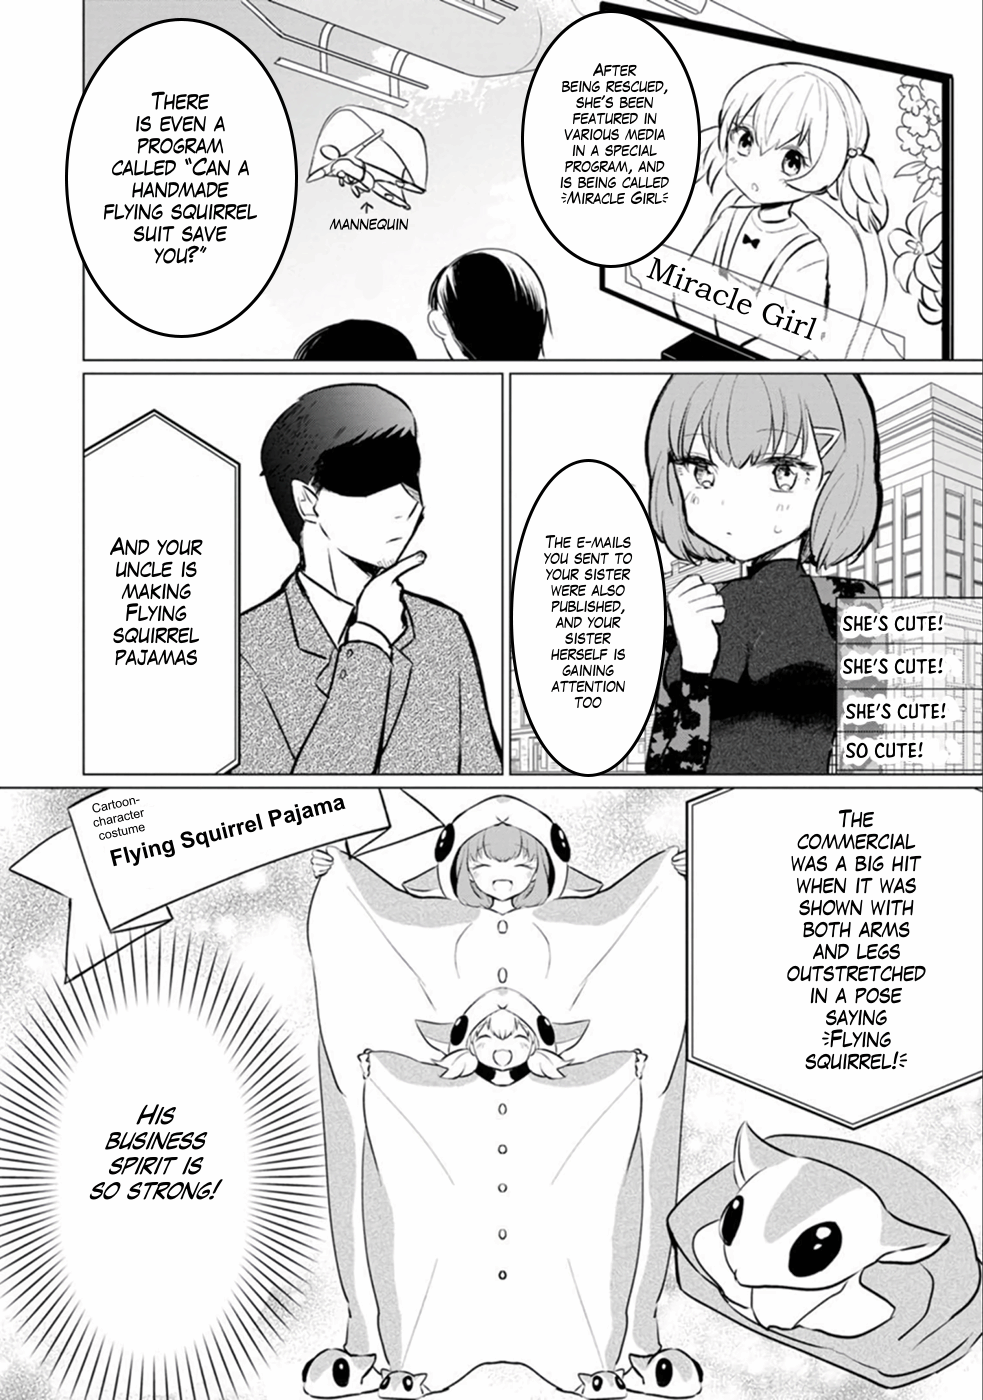 AFTER
BEING RESCUED,
SHE'S BEEN
FEATURED IN
VARIOUS MEDIA
IN A SPECIAL
PROGRAM, AND
IS BEING CALLED
MIRACLE GIRL
Miracle Girl
THERE
IS EVEN A
PROGRAM
CALLED "CAN A
HANDMADE
FLYING SQUIRREL
SUIT SAVE
YOU?"
MANNEQUIN
THE E-MAILS
YOU SENT TO
YOUR SISTER
WERE ALSO
PUBLISHED,
AND YOUR
SISTER
HERSELF IS
GAINING
ATTENTION
TOO
SHE'S CUTE!
SHE'S CUTE!
SHE'S CUTE!
SO CUTE!
AND YOUR
UNCLE IS
MAKING
FLYING
SQUIRREL
PAJAMAS
THE
COMMERCIAL
WAS A BIG HIT
WHEN IT WAS
SHOWN WITH
BOTH ARMS
AND LEGS
OUTSTRETCHED
IN A POSE
SAYING
FLYING
SQUIRREL!
Cartoon-
character
costume
Flying Squirrel Pajama
HIS
BUSINESS
SPIRIT IS
SO STRONG!